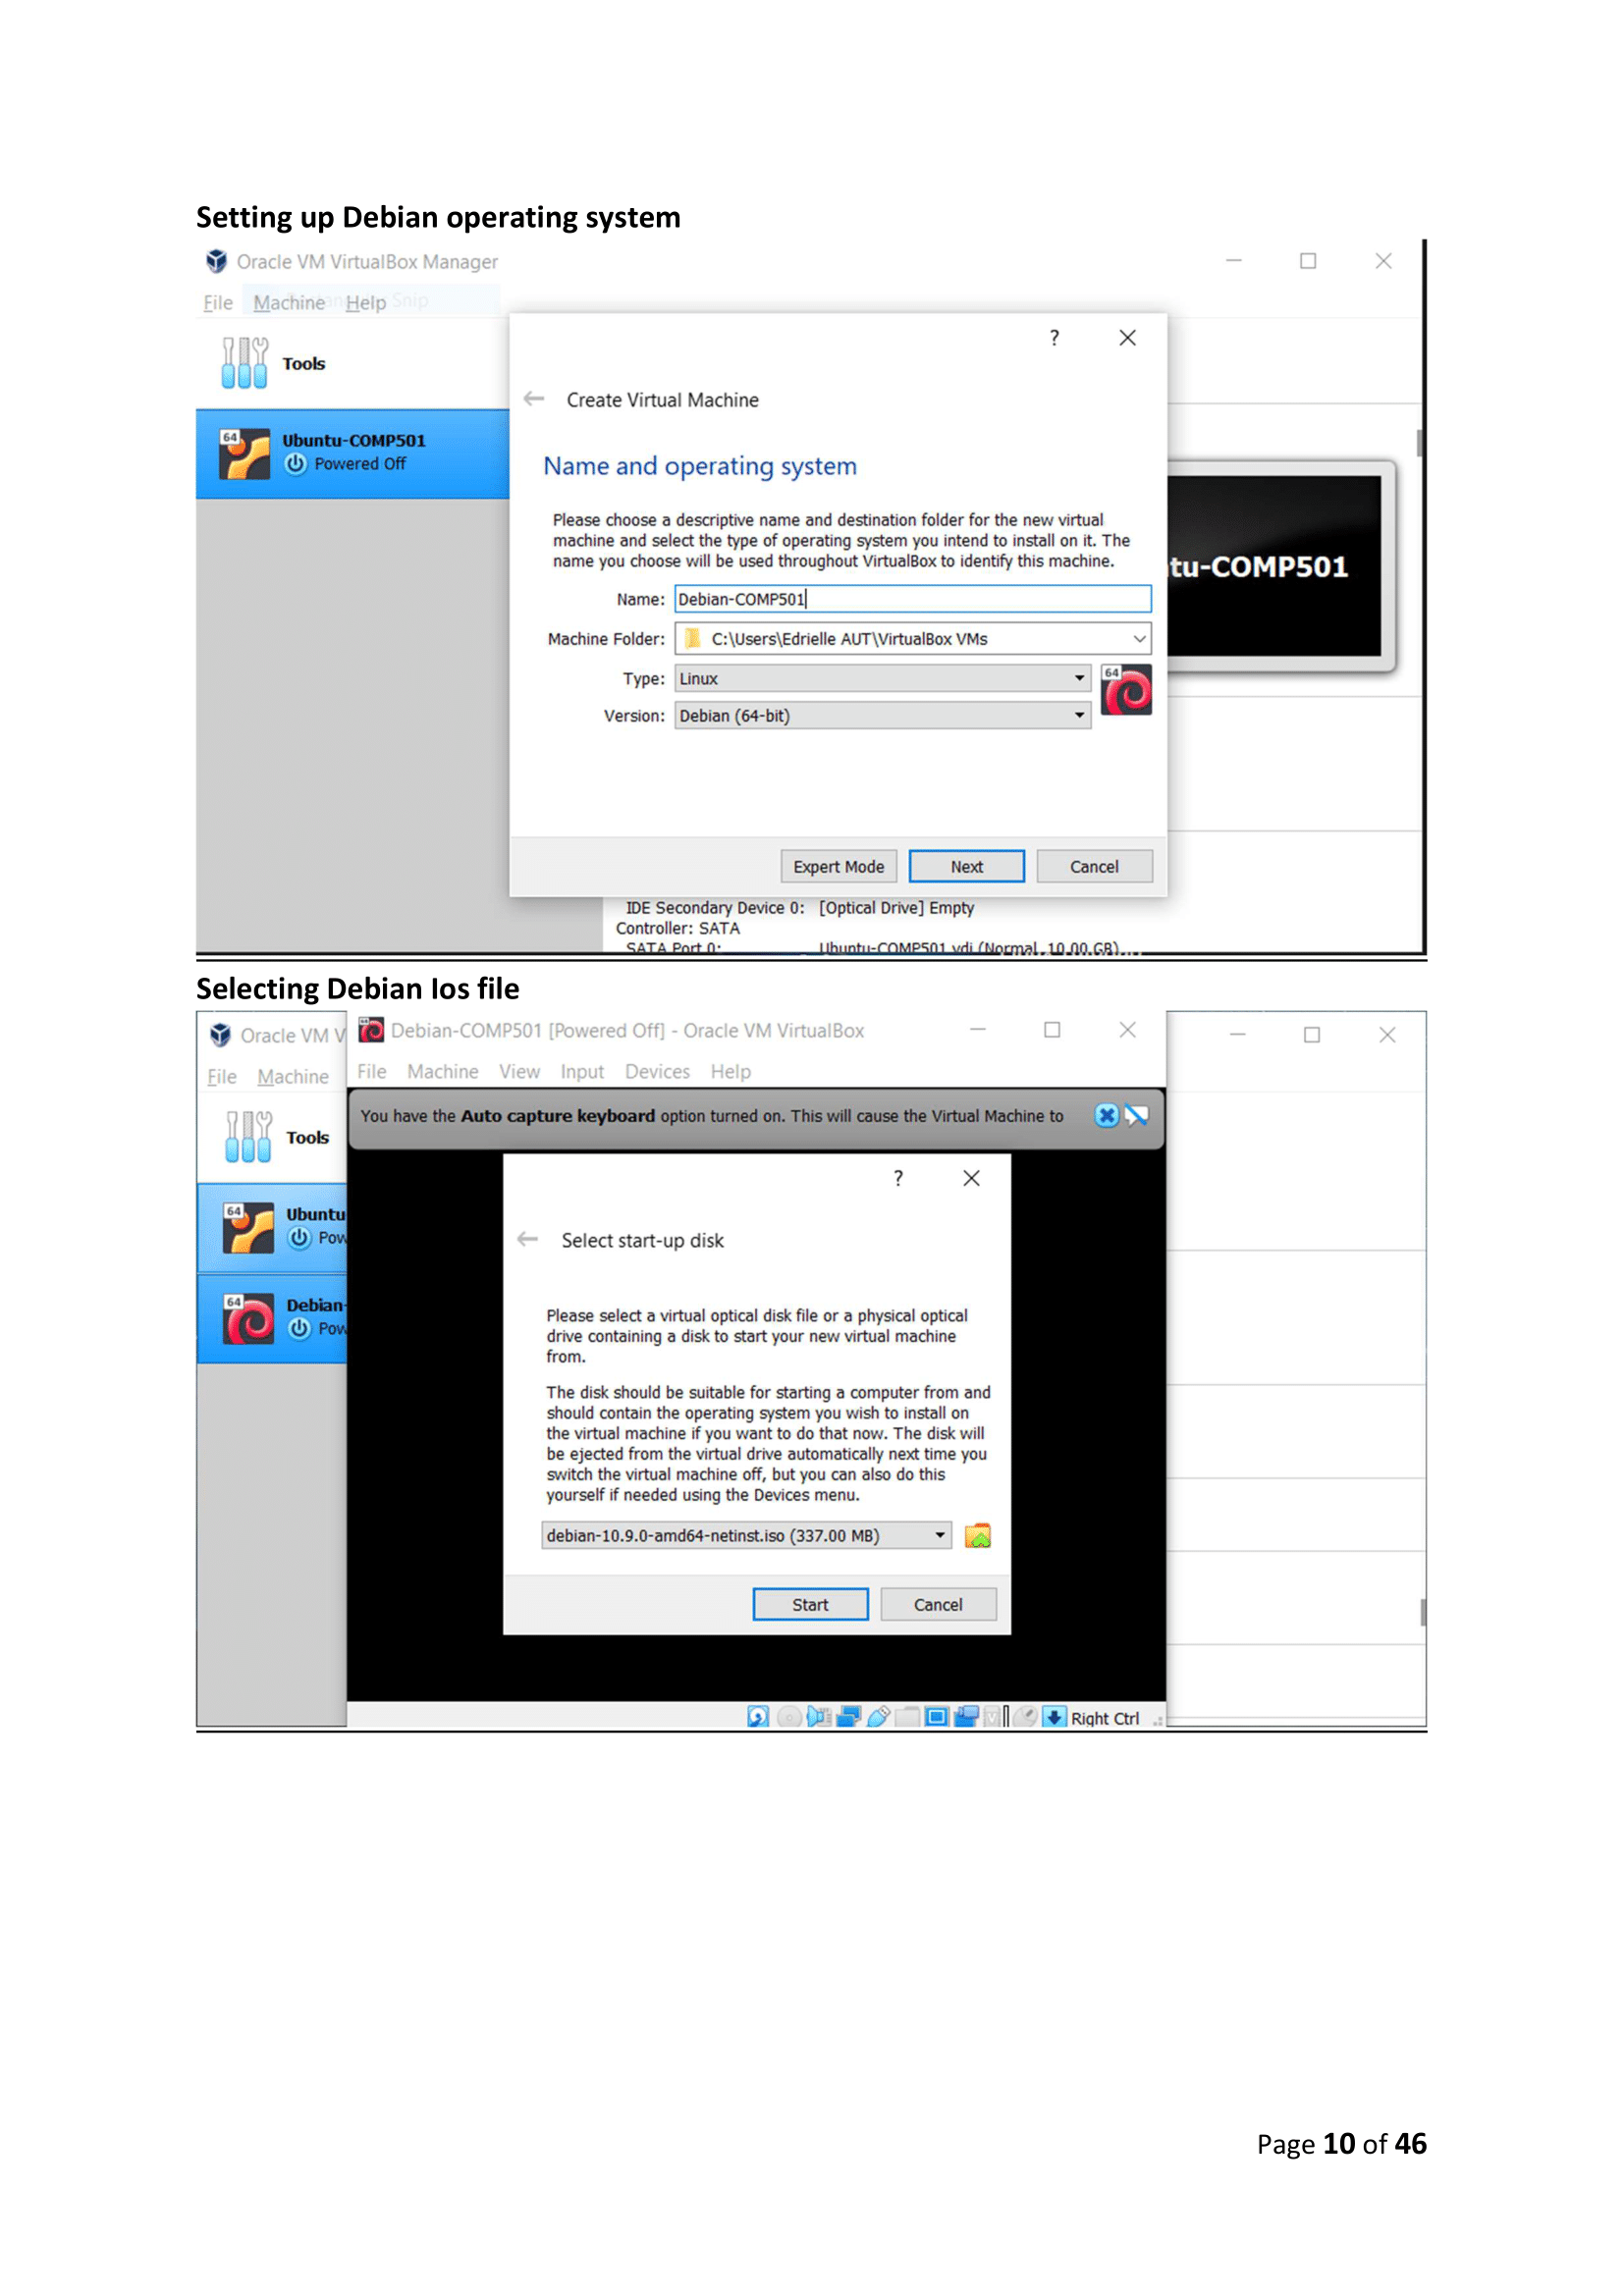 Setting up Debian operating system
Oracle VM VirtualBox Manager
File Machine Help
Snip
Tools
64
Ubuntu-COMP501
Powered Off
?
Create Virtual Machine
Name and operating system
Please choose a descriptive name and destination folder for the new virtual
machine and select the type of operating system you intend to install on it. The
name you choose will be used throughout VirtualBox to identify this machine.
Name: Debian-COMP501
Machine Folder: C:\Users\Edrielle AUT\VirtualBox VMs
Type: Linux
64
Version: Debian (64-bit)
tu-COMP501
Expert Mode Next Cancel
IDE Secondary Device 0: [Optical Drive] Empty
Controller: SATA
SATA Port 0: Ubuntu-COMP501.vdi (Normal, 10.00 GB)
Selecting Debian Ios file
Oracle VM V
File Machine
Tools
64
Ubuntu-
Pow
64
Debian-
Pow
Debian-COMP501 [Powered Off] - Oracle VM VirtualBox
File Machine View Input Devices Help
You have the Auto capture keyboard option turned on. This will cause the Virtual Machine to
?
Select start-up disk
Please select a virtual optical disk file or a physical optical
drive containing a disk to start your new virtual machine
from.
The disk should be suitable for starting a computer from and
should contain the operating system you wish to install on
the virtual machine if you want to do that now. The disk will
be ejected from the virtual drive automatically next time you
switch the virtual machine off, but you can also do this
yourself if needed using the Devices menu.
debian-10.9.0-amd64-netinst.iso (337.00 MB)
Start Cancel
Right Ctrl
Page 10 of 46